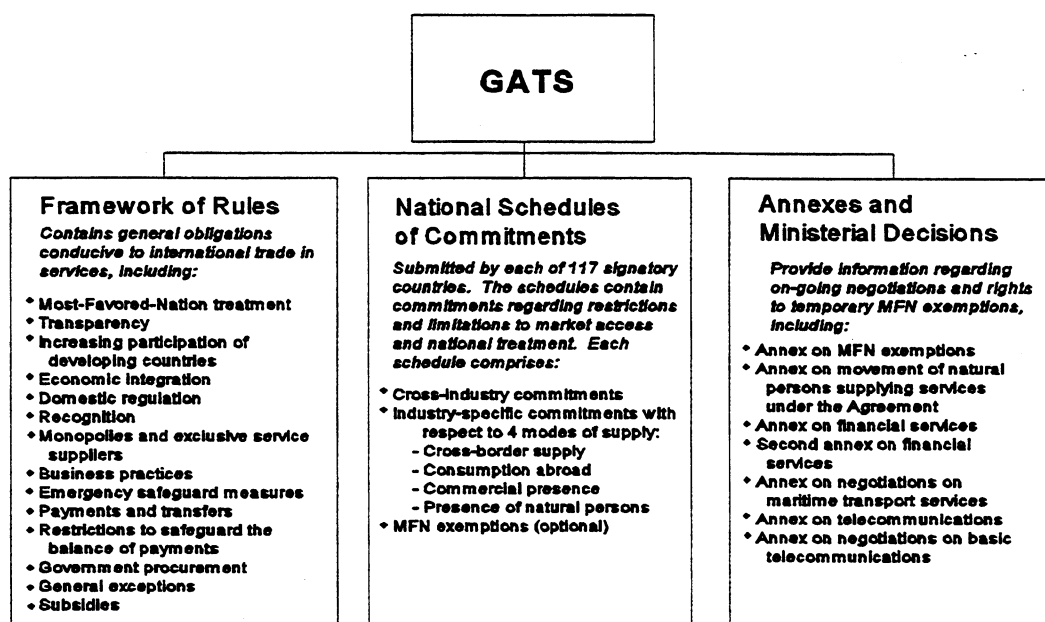 GATS
Framework of Rules
Contains general obligations
conducive to international trade in
services, including:
* Most-Favored-Nation treatment
* Transparency
* Increasing participation of
developing countries
* Economic integration
* Domestic regulation
* Recognition
* Monopolies and exclusive service
suppliers
* Business practices
* Emergency safeguard measures
* Payments and transfers
* Restrictions to safeguard the
balance of payments
* Government procurement
* General exceptions
* Subsidies
National Schedules
of Commitments
Submitted by each of 117 signatory
countries. The schedules contain
commitments regarding restrictions
and limitations to market access
and national treatment. Each
schedule comprises:
* Cross-industry commitments
* Industry-specific commitments with
respect to 4 modes of supply:
- Cross-border supply
- Consumption abroad
- Commercial presence
- Presence of natural persons
* MFN exemptions (optional)
Annexes and
Ministerial Decisions
Provide information regarding
on-going negotiations and rights
to temporary MFN exemptions,
including:
* Annex on MFN exemptions
* Annex on movement of natural
persons supplying services
under the Agreement
* Annex on financial services
* Second annex on financial
services
* Annex on negotiations on
maritime transport services
* Annex on telecommunications
* Annex on negotiations on basic
telecommunications